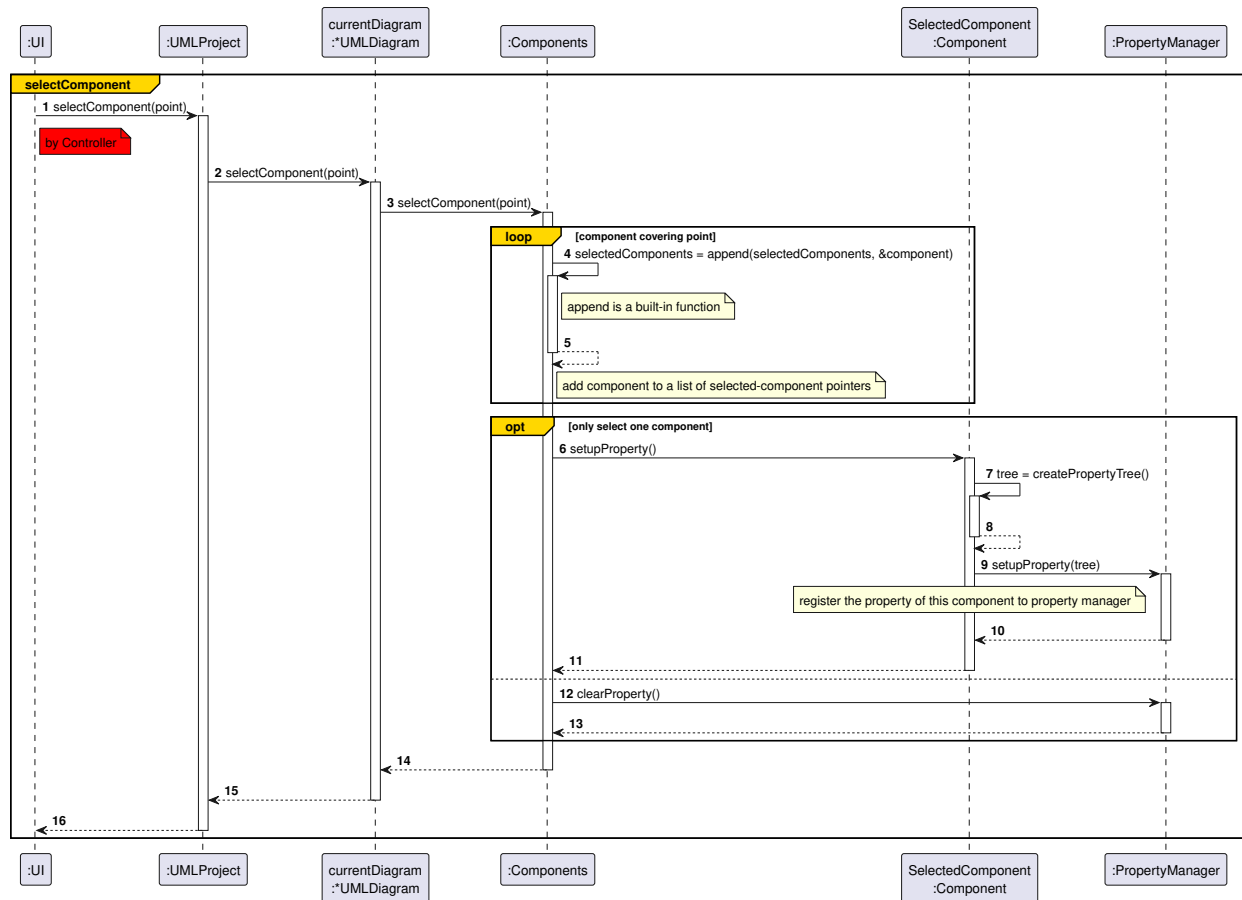 :UI
:UMLProject
currentDiagram
:*UMLDiagram
:Components
SelectedComponent
:Component
:PropertyManager
selectComponent
1 selectComponent(point)
by Controller
2 selectComponent(point)
3 selectComponent(point)
loop [component covering point]
4 selectedComponents = append(selectedComponents, &component)
append is a built-in function
5
add component to a list of selected-component pointers
opt [only select one component]
6 setupProperty()
7 tree = createPropertyTree()
8
9 setupProperty(tree)
register the property of this component to property manager
10
11
12 clearProperty()
13
14
15
16
:UI
:UMLProject
currentDiagram
:*UMLDiagram
:Components
SelectedComponent
:Component
:PropertyManager